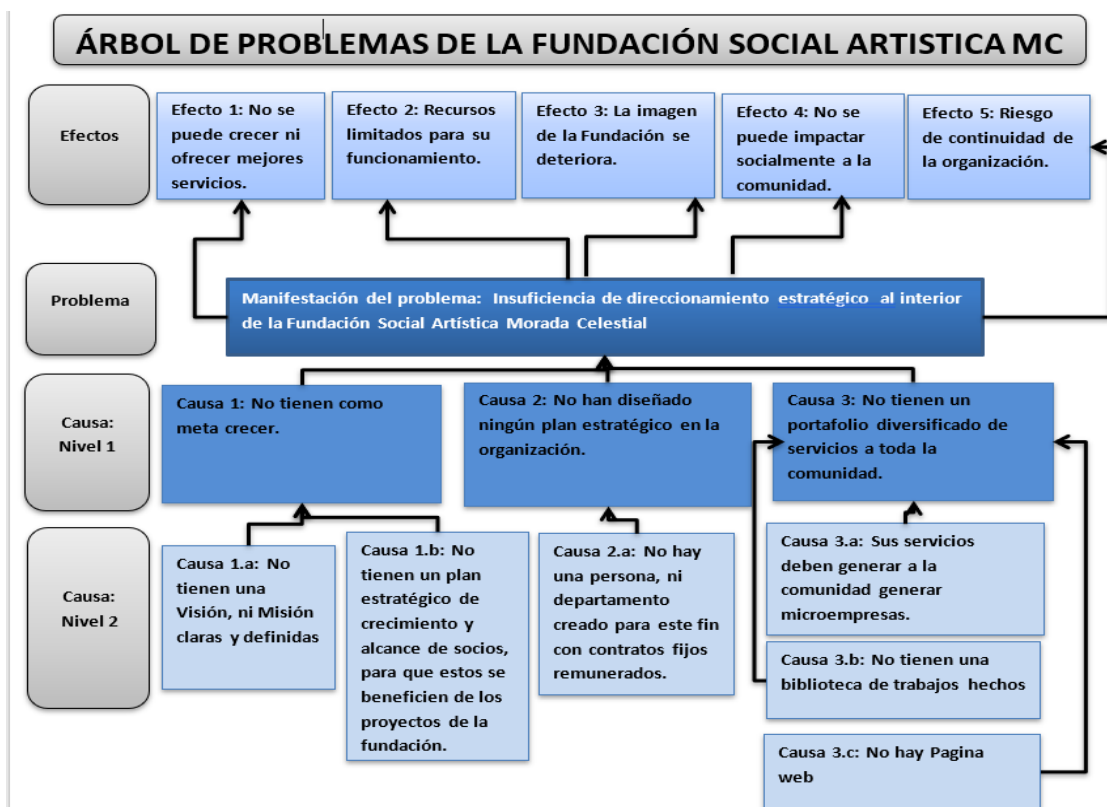 ÁRBOL DE PROBLEMAS DE LA FUNDACIÓN SOCIAL ARTISTICA MC
Efectos
Efecto 1: No se
puede crecer ni
ofrecer mejores
servicios.
Efecto 2: Recursos
limitados para su
funcionamiento.
Efecto 3: La imagen
de la Fundación se
deteriora.
Efecto 4: No se
puede impactar
socialmente a la
comunidad.
Efecto 5: Riesgo
de continuidad de
la organización.
Problema
Manifestación del problema: Insuficiencia de direccionamiento estratégico al interior
de la Fundación Social Artística Morada Celestial
Causa:
Nivel 1
Causa 1: No tienen como
meta crecer.
Causa 2: No han diseñado
ningún plan estratégico en la
organización.
Causa 3: No tienen un
portafolio diversificado de
servicios a toda la
comunidad.
Causa:
Nivel 2
Causa 1.a: No
tienen una
Visión, ni Misión
claras y definidas
Causa 1.b: No
tienen un plan
estratégico de
crecimiento y
alcance de socios,
para que estos se
beneficien de los
proyectos de la
fundación.
Causa 2.a: No hay
una persona, ni
departamento
creado para este fin
con contratos fijos
remunerados.
Causa 3.a: Sus servicios
deben generar a la
comunidad generar
microempresas.
Causa 3.b: No tienen una
biblioteca de trabajos hechos
Causa 3.c: No hay Pagina
web